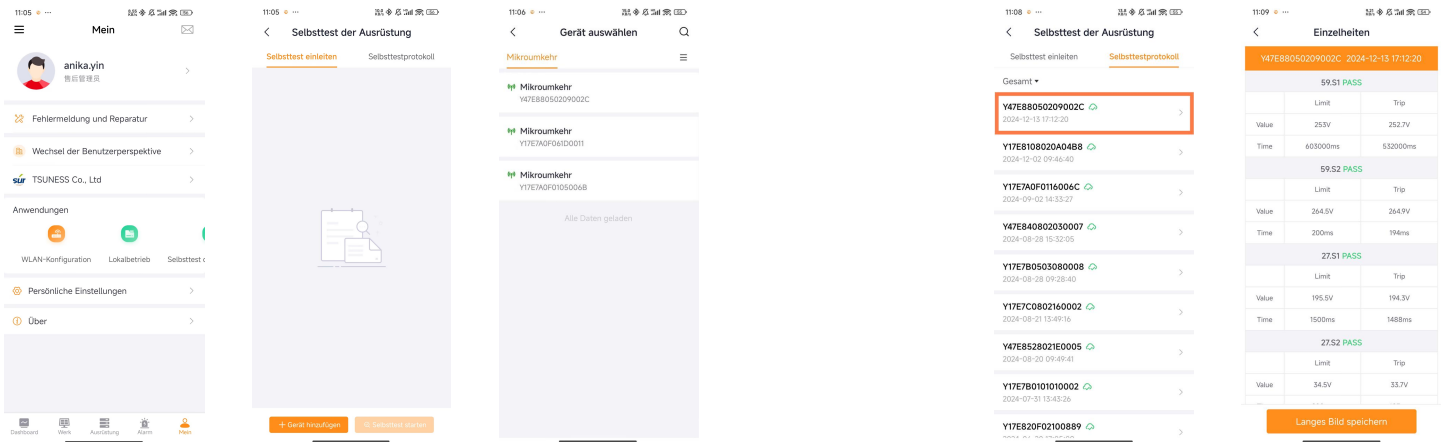 11:05
Mein
anika.yin
售后管理员
Fehlermeldung und Reparatur
Wechsel der Benutzerperspektive
sur TSUNESS Co., Ltd
Anwendungen
WLAN-Konfiguration
Lokalbetrieb
Selbsttest
Persönliche Einstellungen
Über
Dashboard
Werk
Ausrüstung
Alarm
Mein
11:05
Selbsttest der Ausrüstung
Selbsttest einleiten
Selbsttestprotokoll
+ Gerät hinzufügen
Selbsttest starten
11:06
Gerät auswählen
Mikroumkehr
Mikroumkehr
Y47E88050209002C
Mikroumkehr
Y17E7A0F061D0011
Mikroumkehr
Y17E7A0F0105006B
Alle Daten geladen
11:08
Selbsttest der Ausrüstung
Selbsttest einleiten
Selbsttestprotokoll
Gesamt
Y47E88050209002C
2024-12-13 17:12:20
Y17E8108020A04B8
2024-12-02 09:46:40
Y17E7A0F0116006C
2024-09-02 14:33:27
Y47E840802030007
2024-08-28 15:32:05
Y17E7B0503080008
2024-08-28 09:28:40
Y17E7C0802160002
2024-08-21 13:49:16
Y47E8528021E0005
2024-08-20 09:49:41
Y17E7B0101010002
2024-07-31 13:43:26
Y17E820F02100889
11:09
Einzelheiten
Y47E88050209002C 2024-12-13 17:12:20
59.S1 PASS
Limit Trip
Value 253V 252.7V
Time 603000ms 532000ms
59.S2 PASS
Limit Trip
Value 264.5V 264.9V
Time 200ms 194ms
27.S1 PASS
Limit Trip
Value 195.5V 194.3V
Time 1500ms 1488ms
27.S2 PASS
Limit Trip
Value 34.5V 33.7V
Langes Bild speichern